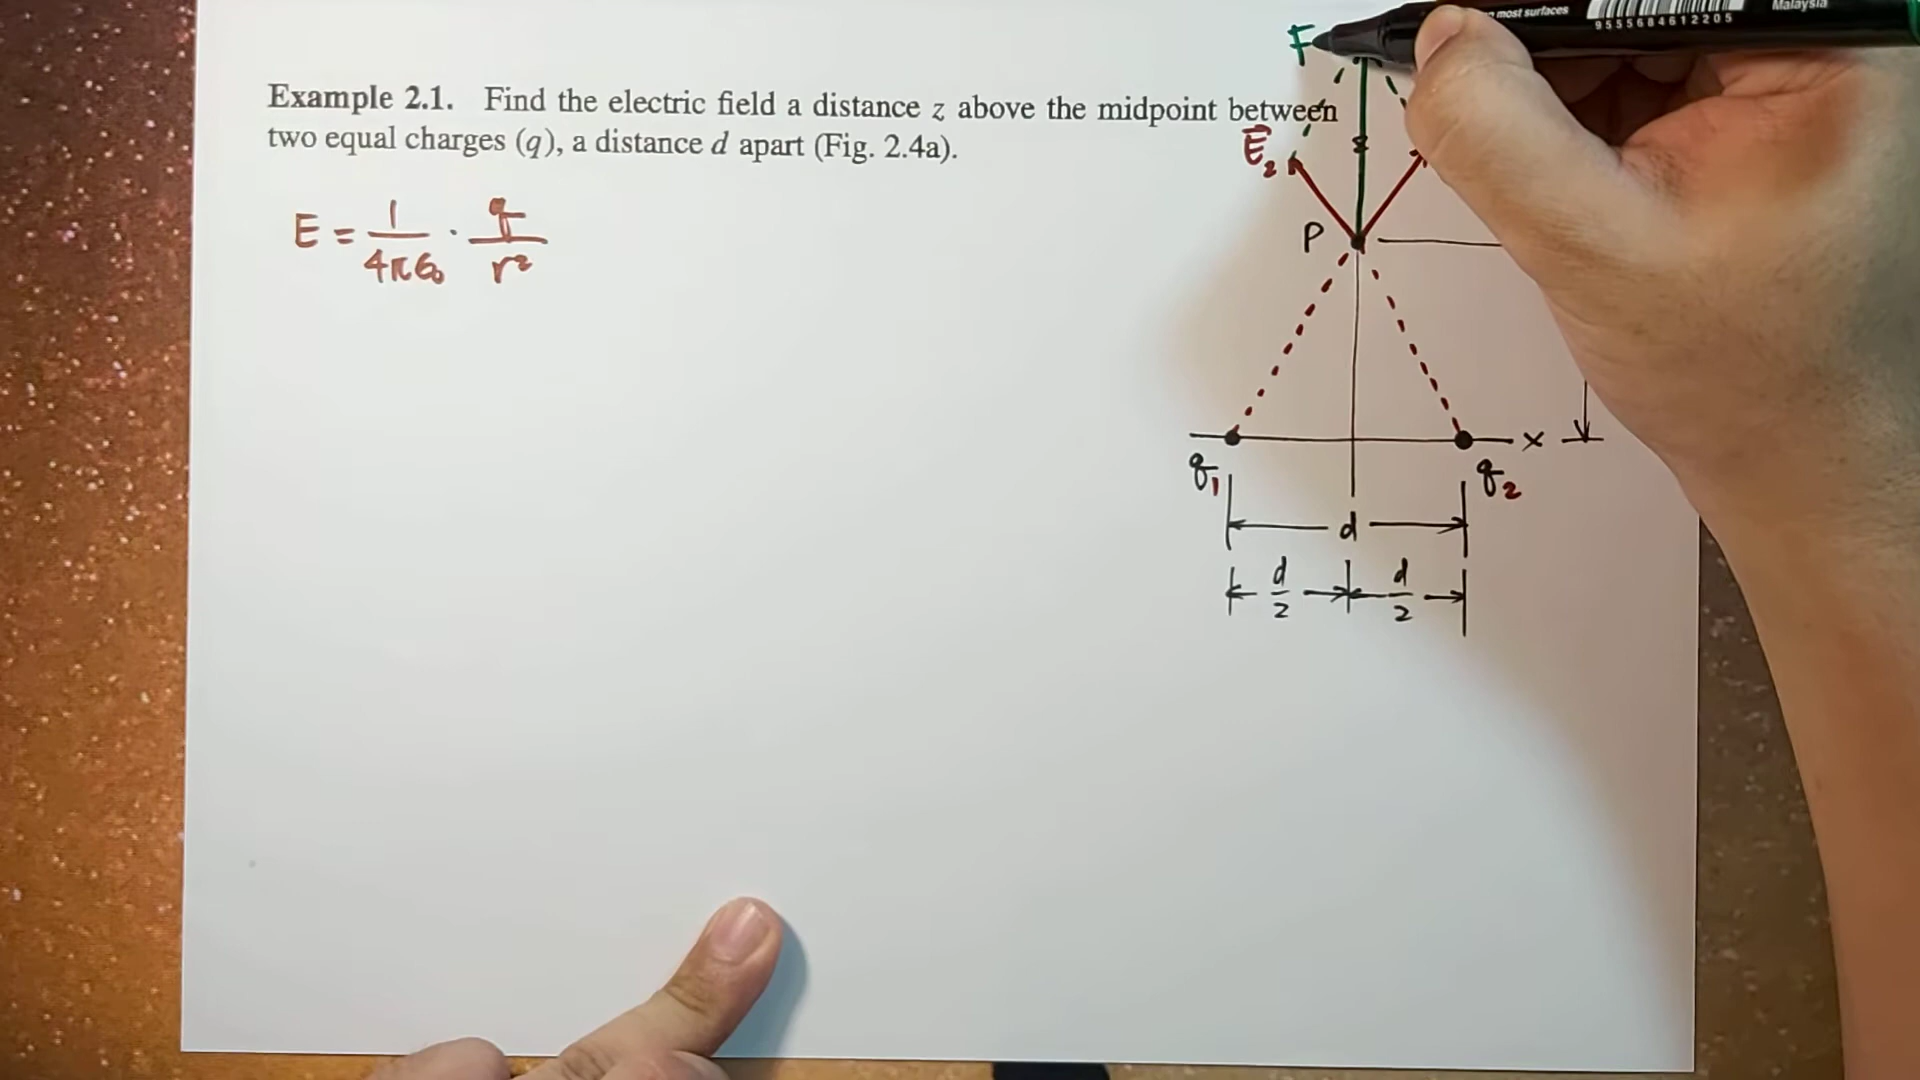 most surfaces
Malaysia
9555684612205
F
Example 2.1. Find the electric field a distance z above the midpoint between
two equal charges (q), a distance d apart (Fig. 2.4a).
E₂
z
E = 1/4πϵ₀ · q/r²
P
x
q₁
q₂
d
d/2
d/2